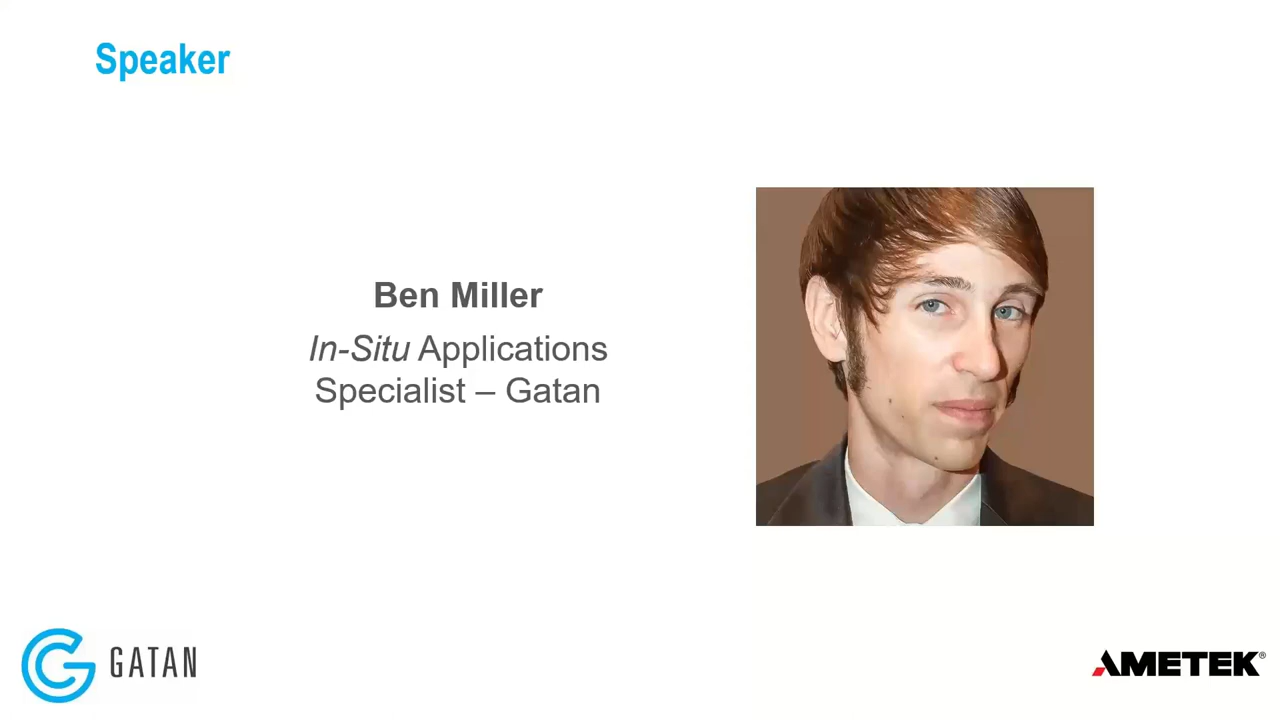 Speaker
Ben Miller
In-Situ Applications
Specialist – Gatan
GATAN
AMETEK®